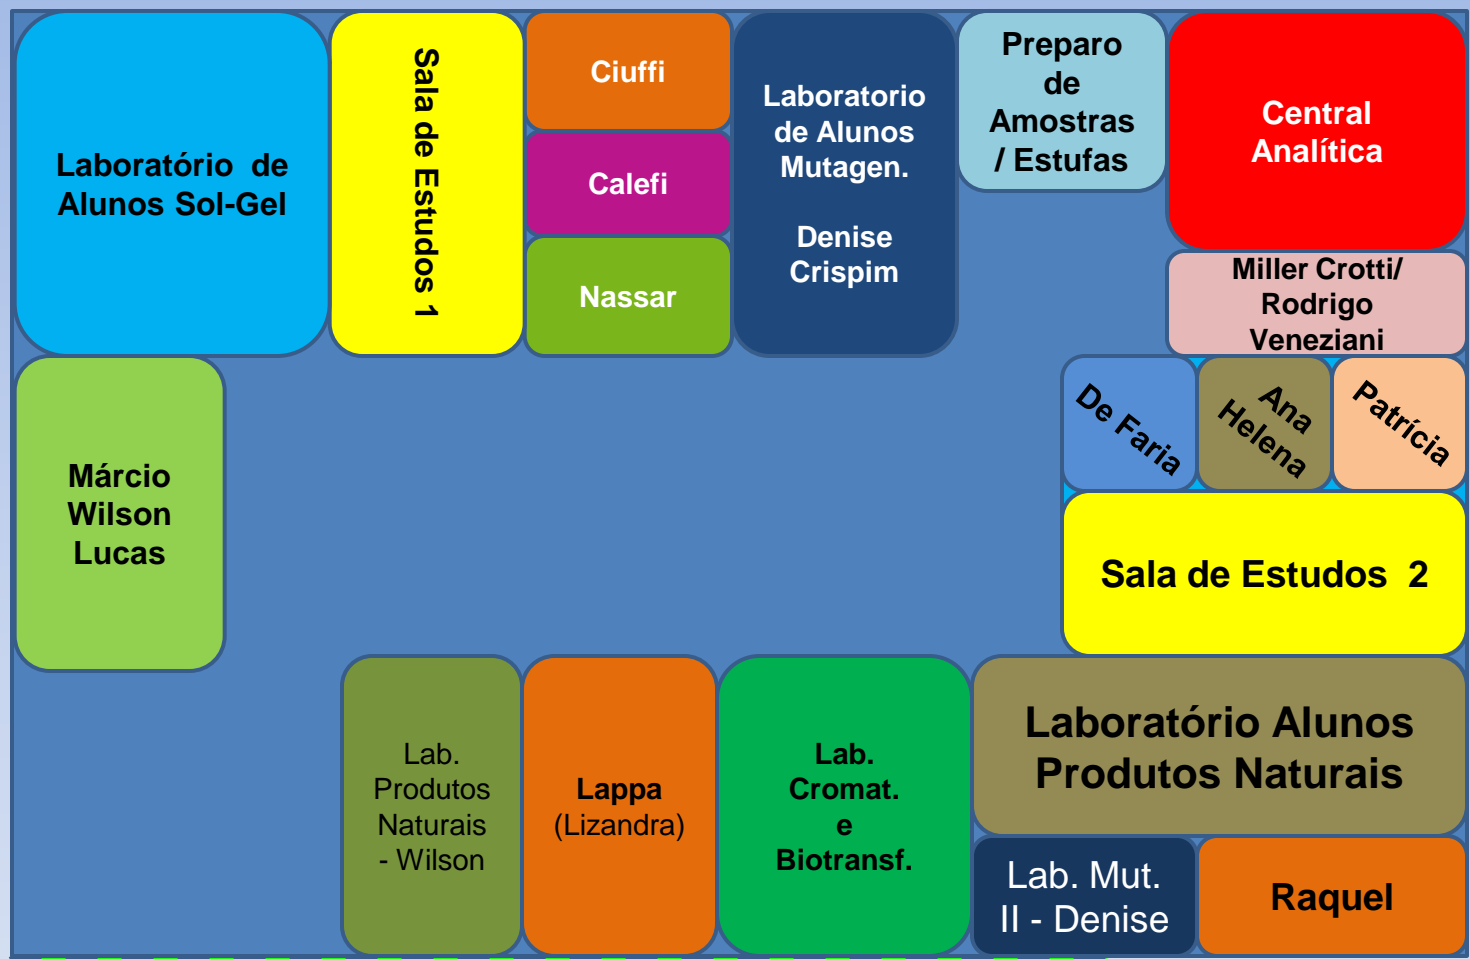 Laboratório de
Alunos Sol-Gel
Sala de Estudos 1
Ciuffi
Calefi
Nassar
Laboratorio
de Alunos
Mutagen.
Denise
Crispim
Preparo
de
Amostras
/ Estufas
Central
Analítica
Miller Crotti/
Rodrigo
Veneziani
De Faria
Ana
Helena
Patrícia
Márcio
Wilson
Lucas
Sala de Estudos 2
Lab.
Produtos
Naturais
- Wilson
Lappa
(Lizandra)
Lab.
Cromat.
e
Biotransf.
Laboratório Alunos
Produtos Naturais
Lab. Mut.
II - Denise
Raquel